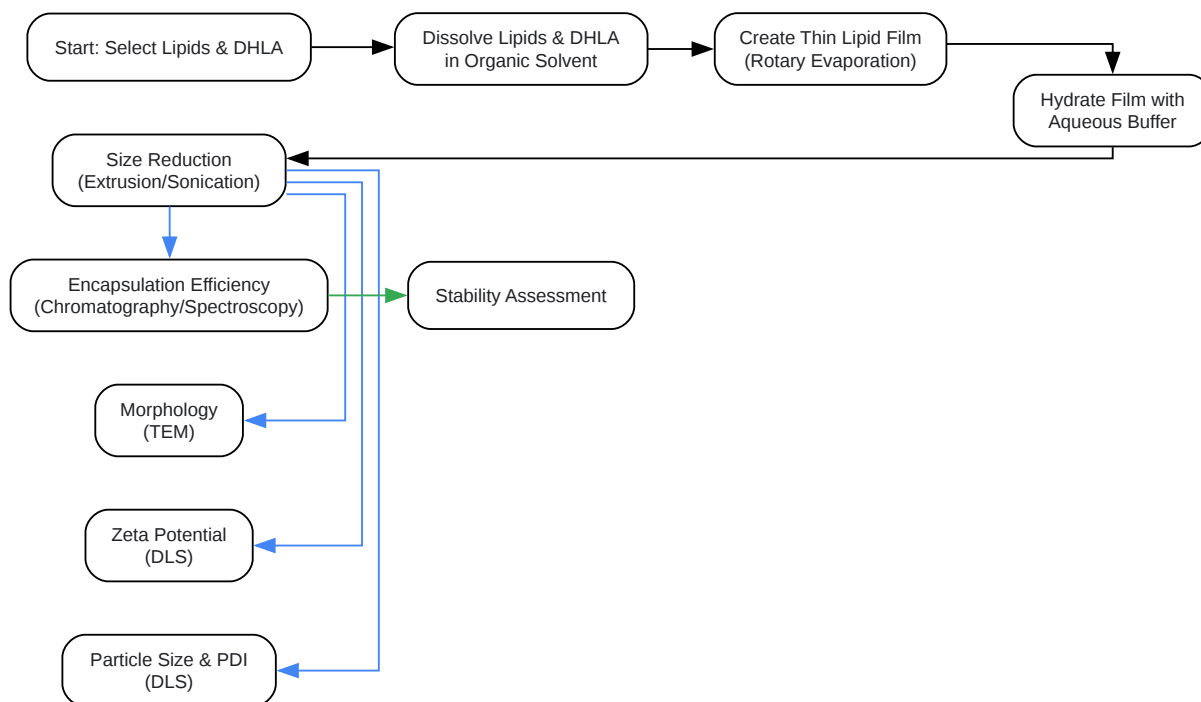 Start: Select Lipids & DHLA
Dissolve Lipids & DHLA
in Organic Solvent
Create Thin Lipid Film
(Rotary Evaporation)
Hydrate Film with
Aqueous Buffer
Size Reduction
(Extrusion/Sonication)
Encapsulation Efficiency
(Chromatography/Spectroscopy)
Stability Assessment
Morphology
(TEM)
Zeta Potential
(DLS)
Particle Size & PDI
(DLS)